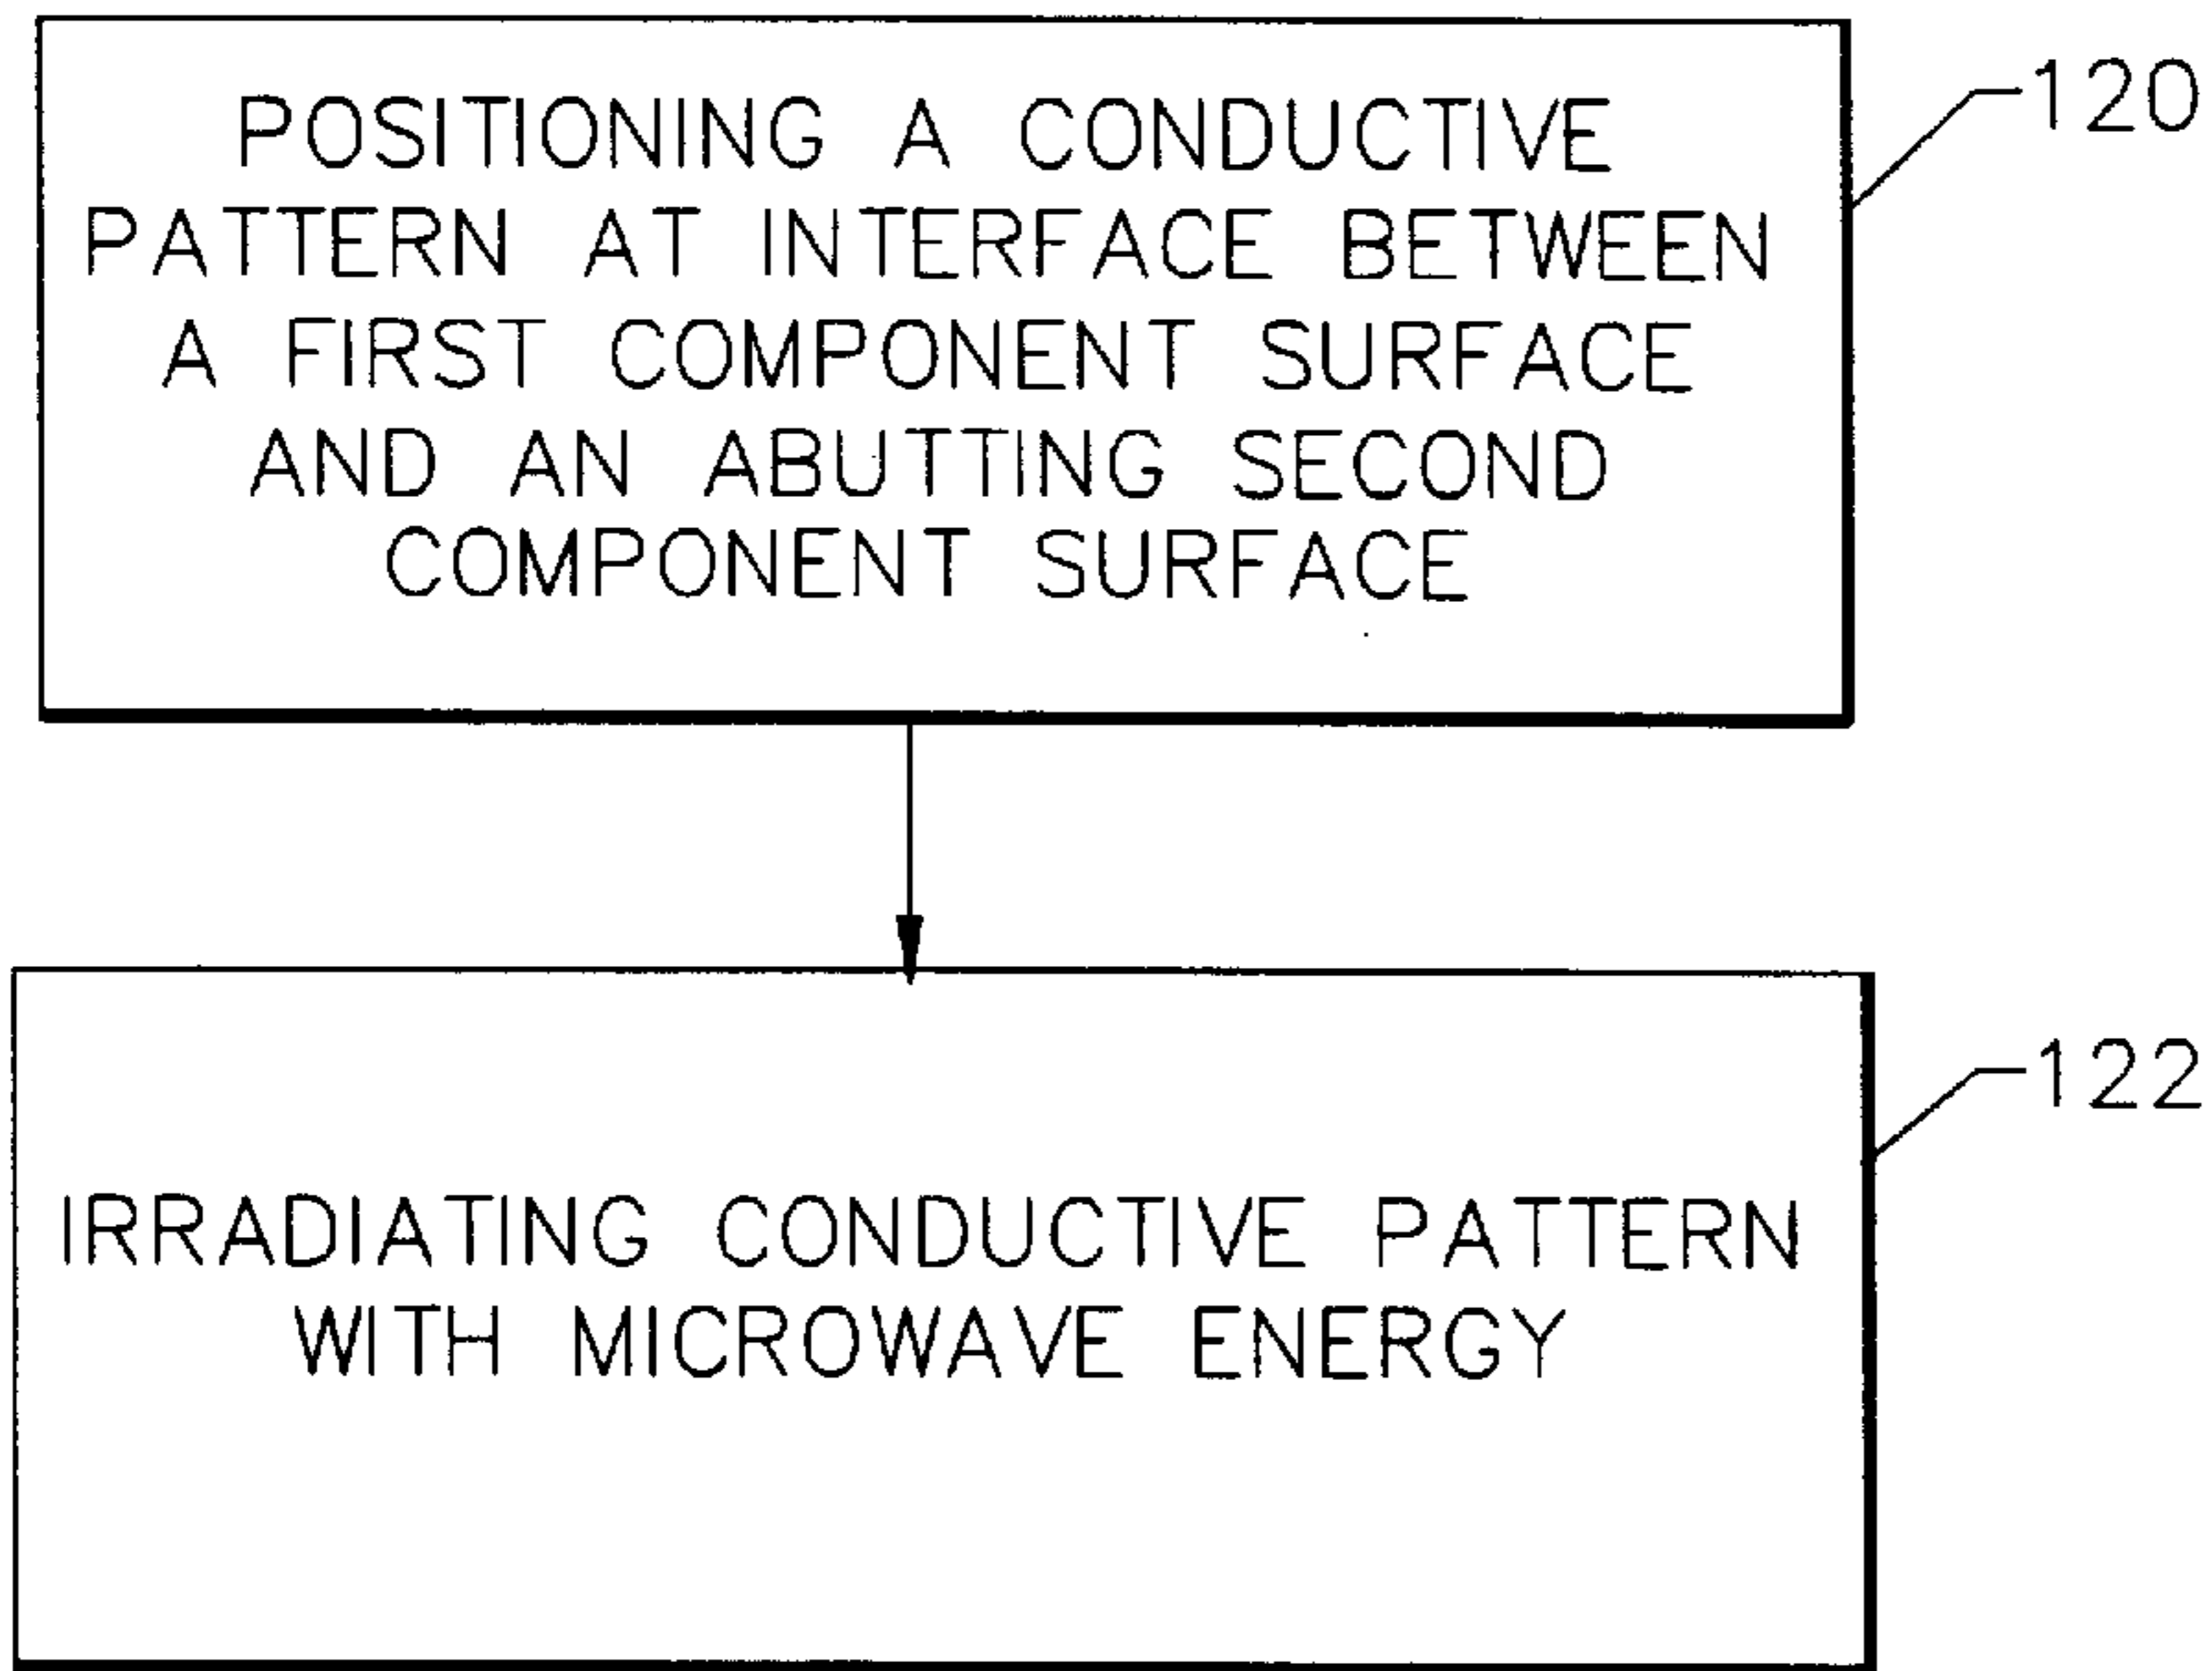 POSITIONING A CONDUCTIVE
PATTERN AT INTERFACE BETWEEN
A FIRST COMPONENT SURFACE
AND AN ABUTTING SECOND
COMPONENT SURFACE
120
IRRADIATING CONDUCTIVE PATTERN
WITH MICROWAVE ENERGY
122